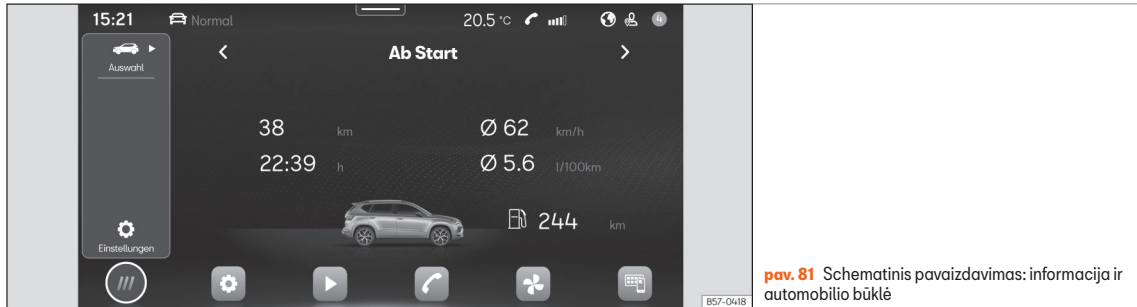 15:21 Normal 20.5 °C 4
Auswahl
Ab Start
38 km Ø 62 km/h
22:39 h Ø 5.6 l/100km
244 km
Einstellungen
B57-0418
pav. 81 Schematinis pavaizdavimas: informacija ir
automobilio būklė